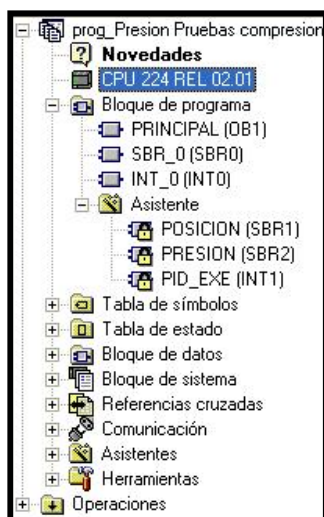 prog_Presion Pruebas compresion
Novedades
CPU 224 REL 02.01
Bloque de programa
PRINCIPAL (OB1)
SBR_0 (SBR0)
INT_0 (INT0)
Asistente
POSICION (SBR1)
PRESION (SBR2)
PID_EXE (INT1)
Tabla de símbolos
Tabla de estado
Bloque de datos
Bloque de sistema
Referencias cruzadas
Comunicación
Asistentes
Herramientas
Operaciones